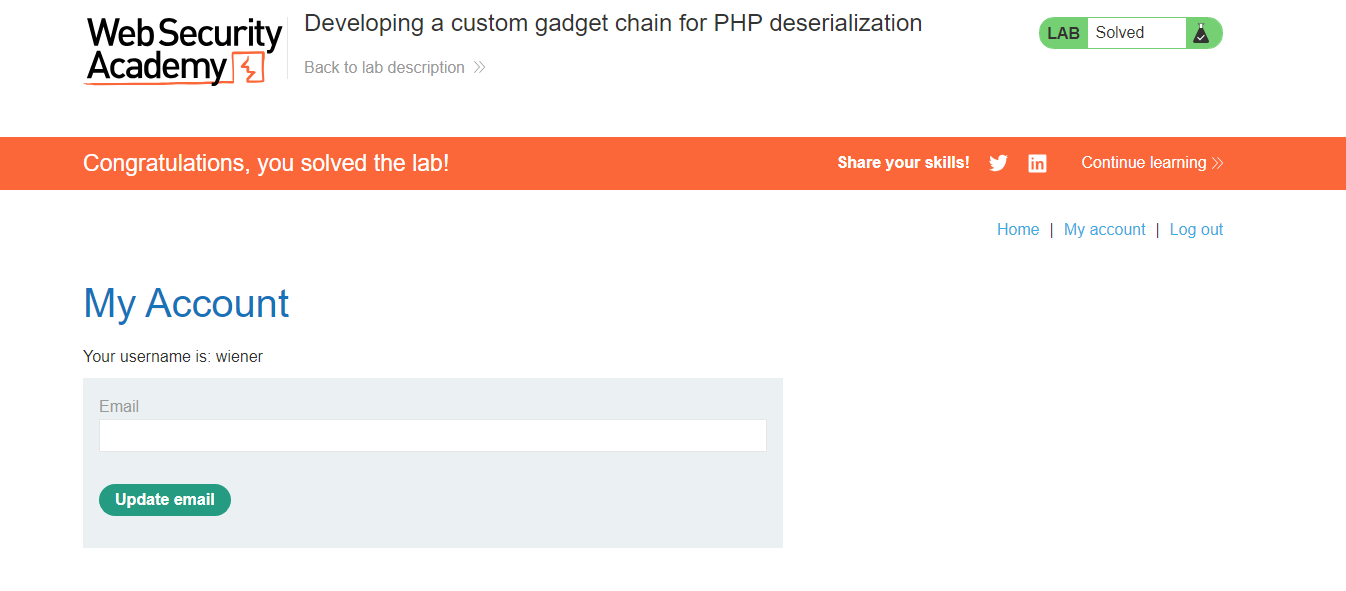 Web Security
Academy
Developing a custom gadget chain for PHP deserialization
Back to lab description
LAB Solved
Congratulations, you solved the lab!
Share your skills!
Continue learning
Home | My account | Log out
My Account
Your username is: wiener
Email
Update email